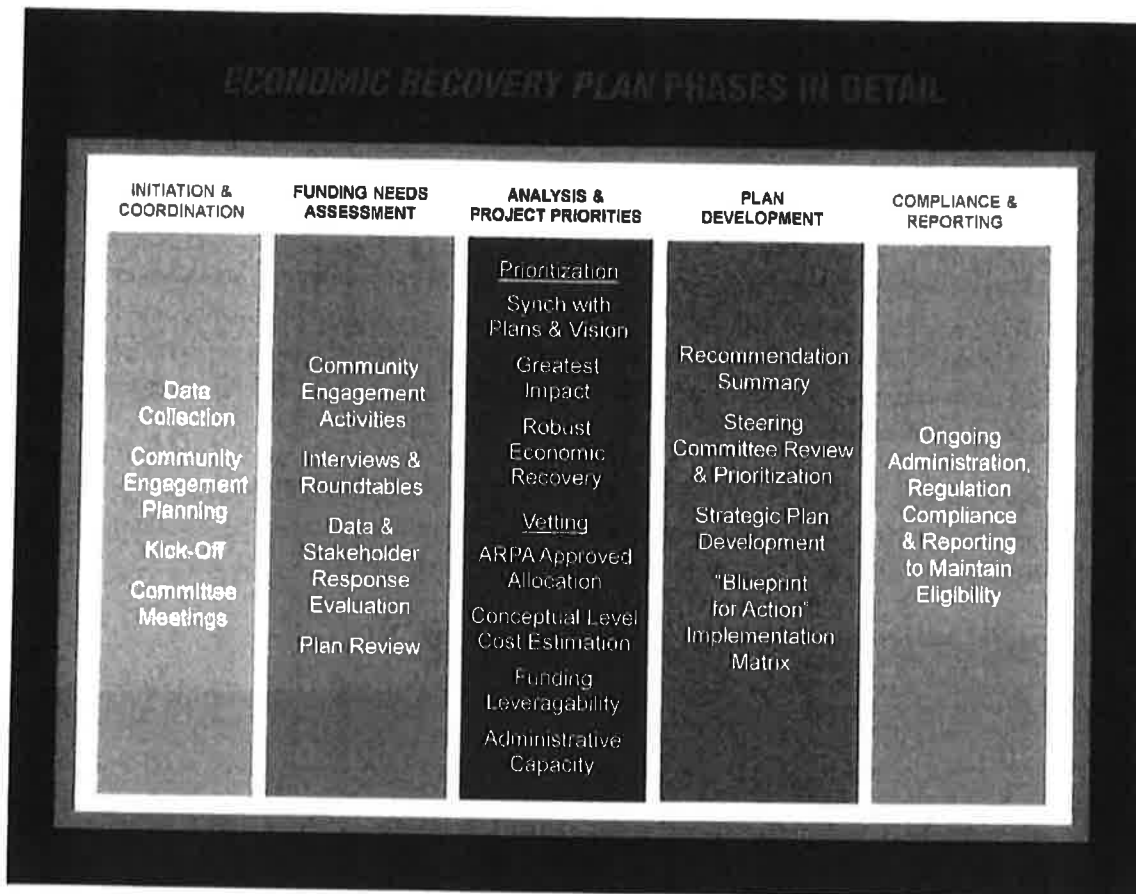 ECONOMIC RECOVERY PLAN PHASES IN DETAIL
INITIATION &
COORDINATION
Data
Collection
Community
Engagement
Planning
Kick-Off
Committee
Meetings
FUNDING NEEDS
ASSESSMENT
Community
Engagement
Activities
Interviews &
Roundtables
Data &
Stakeholder
Response
Evaluation
Plan Review
ANALYSIS &
PROJECT PRIORITIES
Prioritization
Synch with
Plans & Vision
Greatest
Impact
Robust
Economic
Recovery
Vetting
ARPA Approved
Allocation
Conceptual Level
Cost Estimation
Funding
Leveragability
Administrative
Capacity
PLAN
DEVELOPMENT
Recommendation
Summary
Steering
Committee Review
& Prioritization
Strategic Plan
Development
"Blueprint
for Action"
Implementation
Matrix
COMPLIANCE &
REPORTING
Ongoing
Administration,
Regulation
Compliance
& Reporting
to Maintain
Eligibility